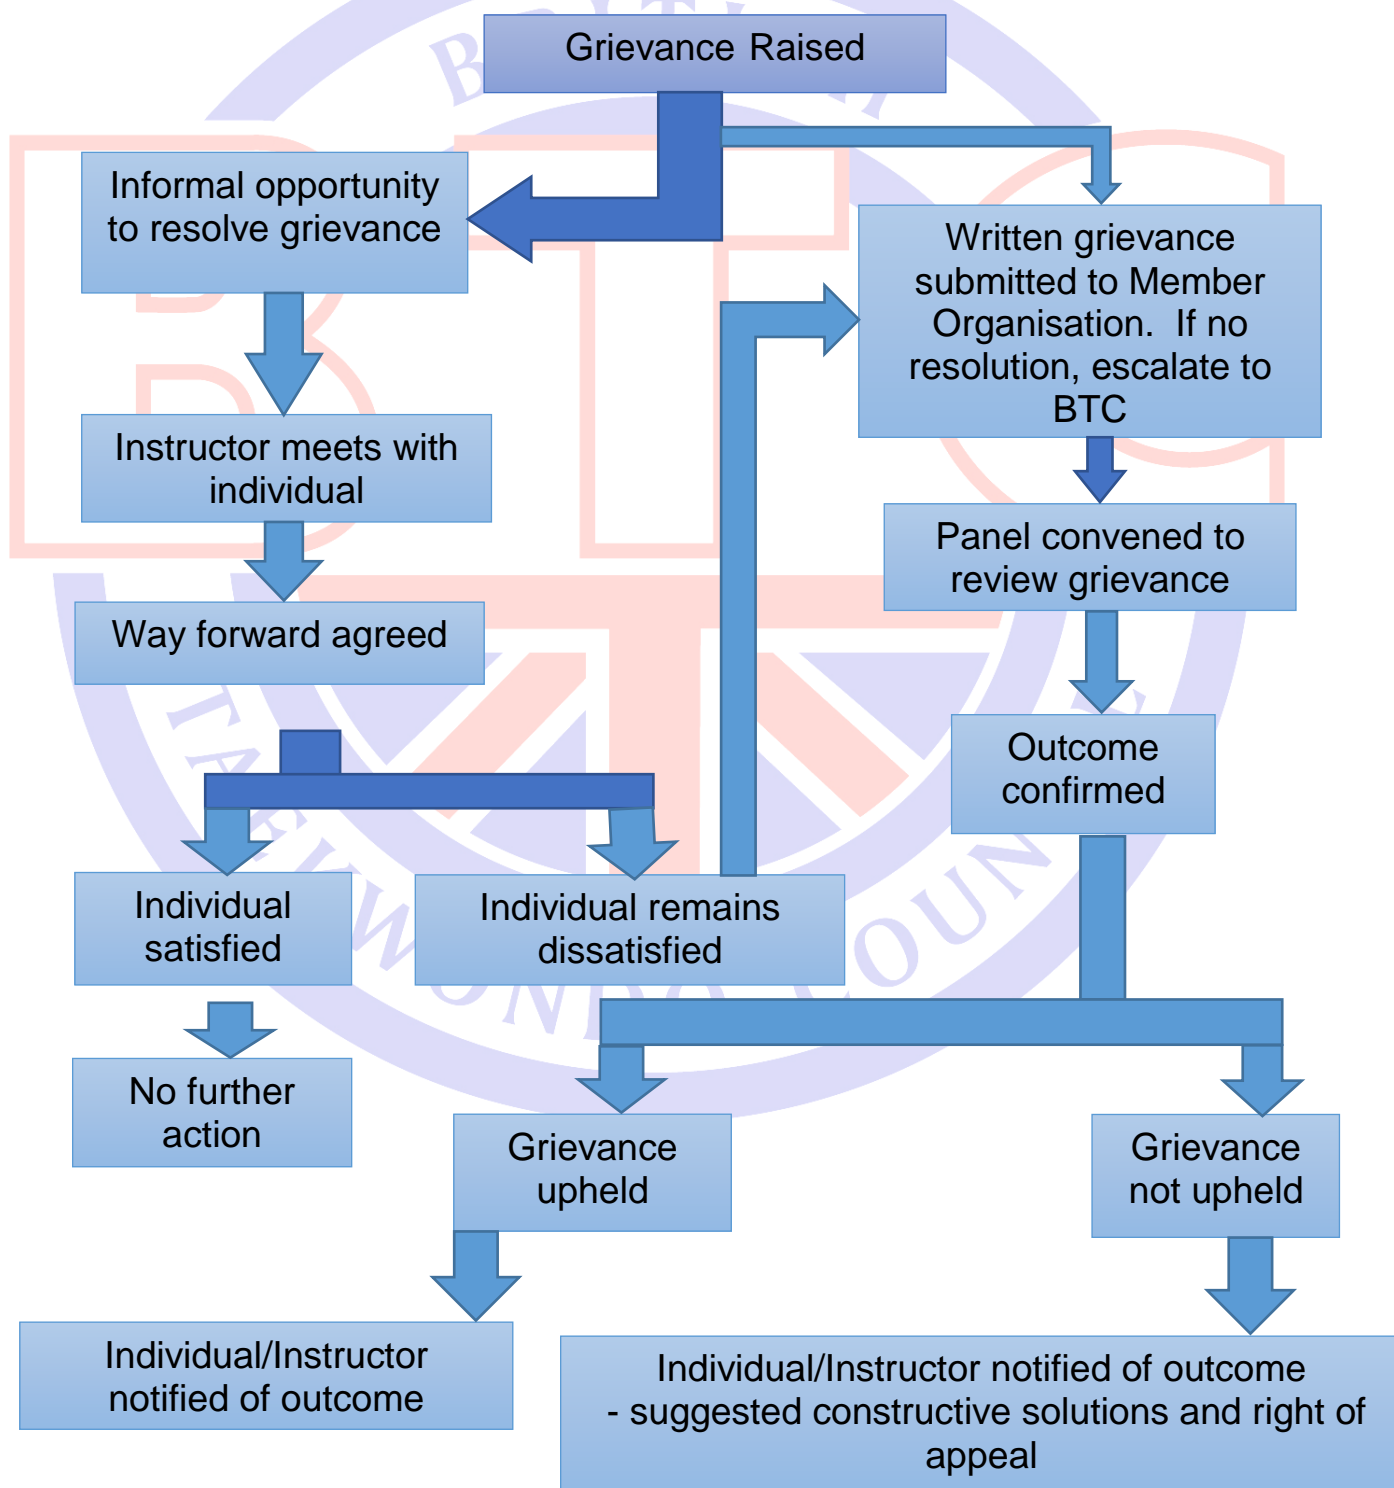 Grievance Raised
Informal opportunity
to resolve grievance
Written grievance
submitted to Member
Organisation.  If no
resolution, escalate to
BTC
Instructor meets with
individual
Panel convened to
review grievance
Way forward agreed
Outcome
confirmed
Individual
satisfied
Individual remains
dissatisfied
No further
action
Grievance
upheld
Grievance
not upheld
Individual/Instructor
notified of outcome
Individual/Instructor notified of outcome
- suggested constructive solutions and right of
appeal
BTC
TAEKWONDO COUN